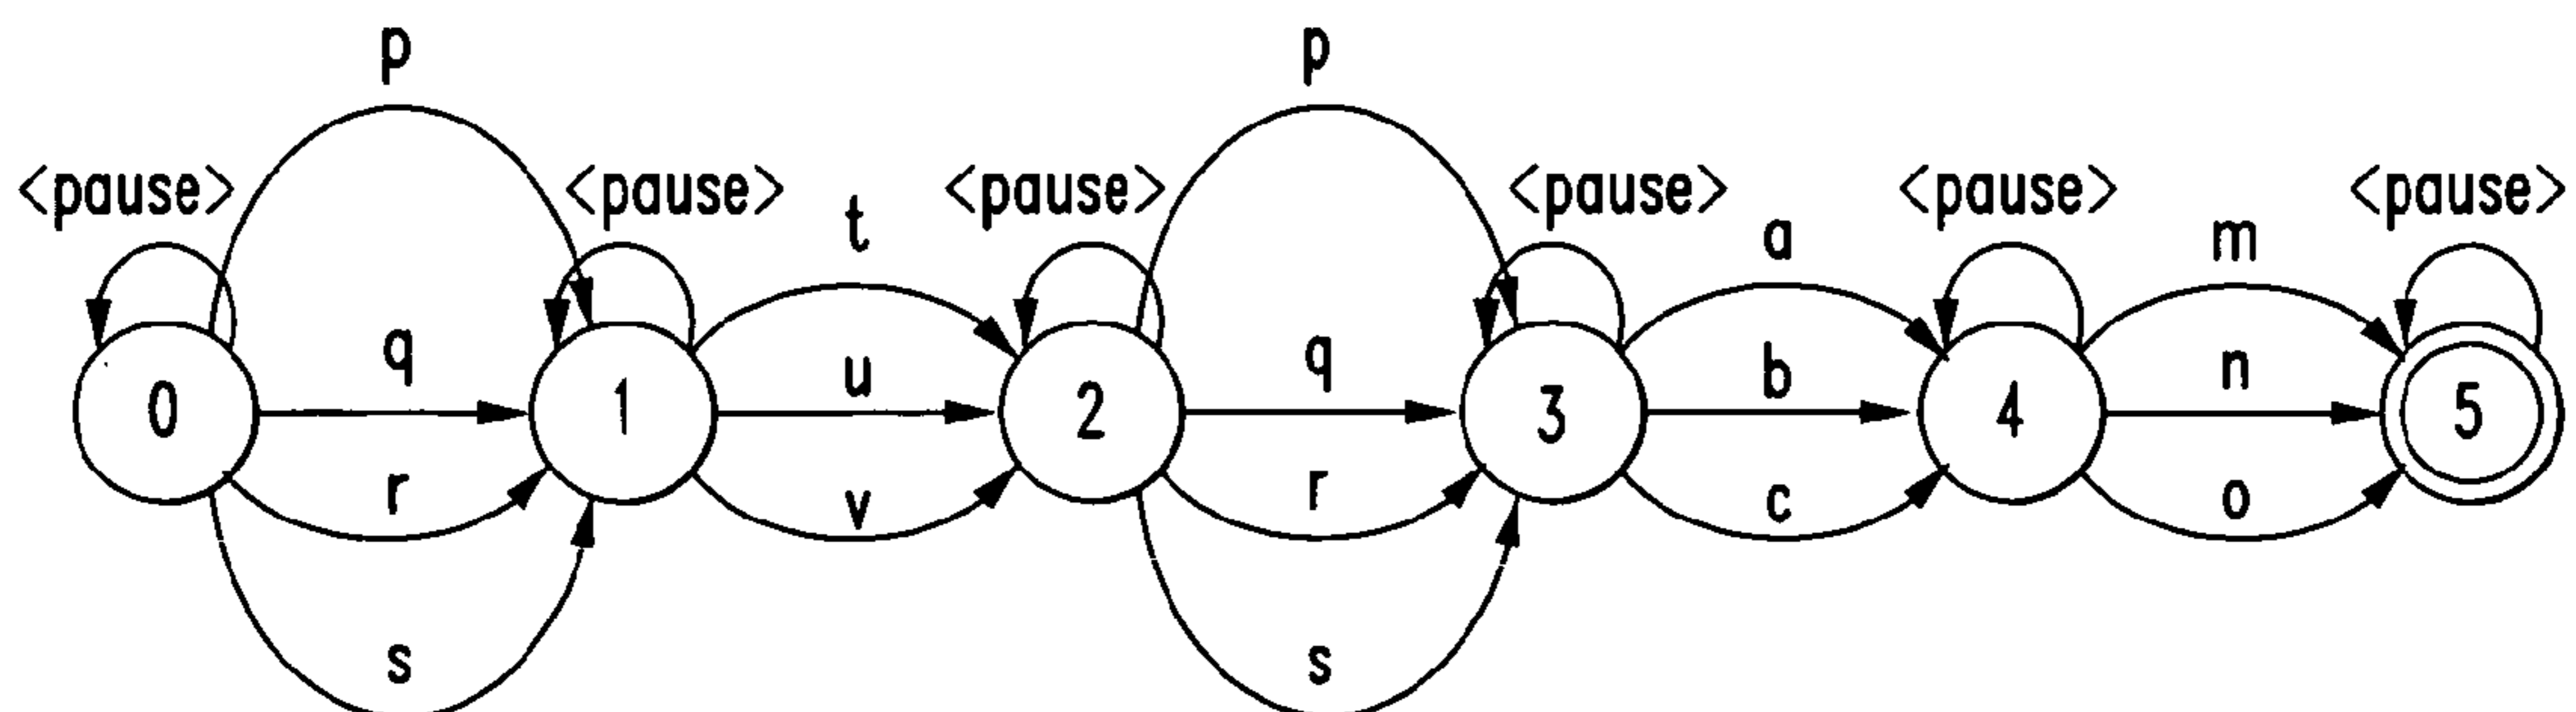 p p
<pause> <pause> t <pause> <pause> a <pause> m <pause>
q u q b n
0 1 2 3 4 5
r v r c o
s s